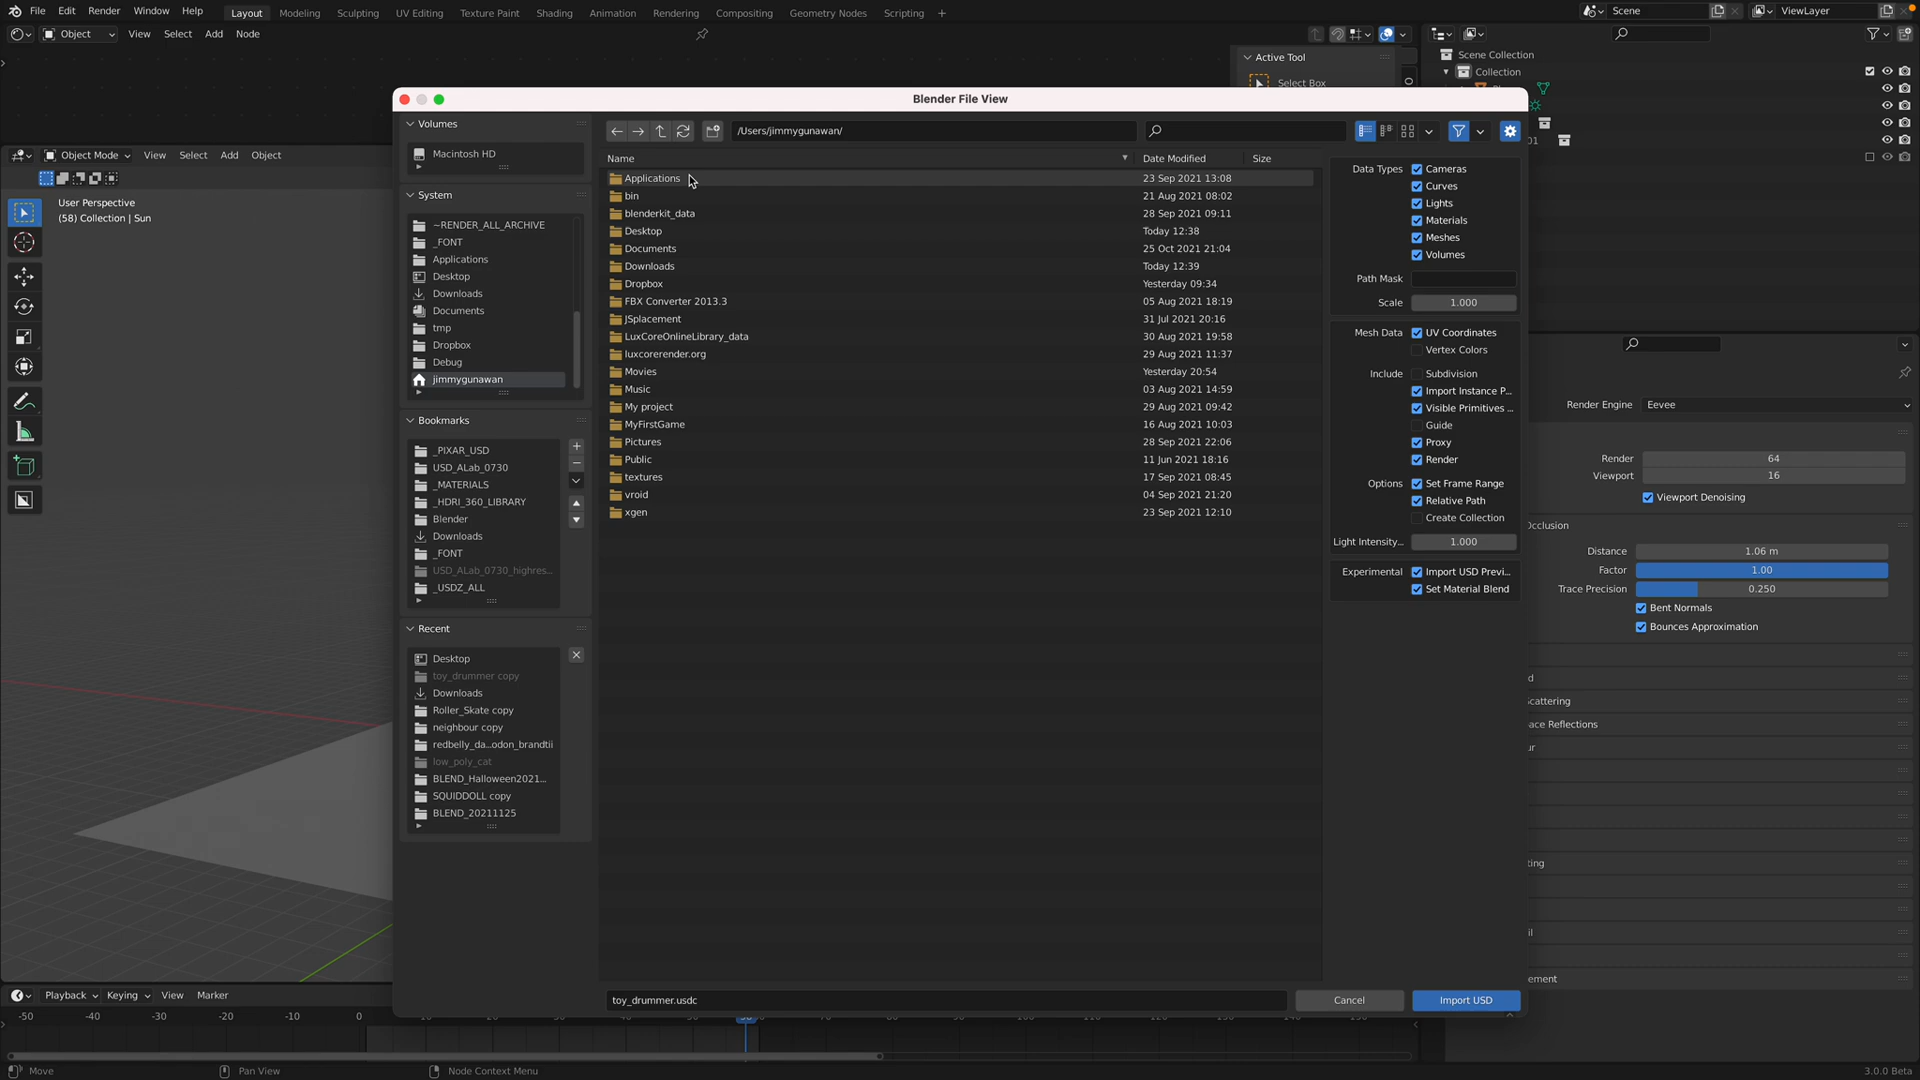 File Edit Render Window Help Layout Modeling Sculpting UV Editing Texture Paint Shading Animation Rendering Compositing Geometry Nodes Scripting + Scene ViewLayer
Object View Select Add Node
Active Tool
Select Box
Scene Collection
Collection
Blender File View
Volumes
Macintosh HD
System
~RENDER_ALL_ARCHIVE
_FONT
Applications
Desktop
Downloads
Documents
tmp
Dropbox
Debug
jimmygunawan
Bookmarks
_PIXAR_USD
USD_ALab_0730
_MATERIALS
_HDRI_360_LIBRARY
Blender
Downloads
_FONT
USD_ALab_0730_highres...
_USDZ_ALL
Recent
Desktop
toy_drummer copy
Downloads
Roller_Skate copy
neighbour copy
redbelly_da...odon_brandtii
low_poly_cat
BLEND_Halloween2021...
SQUIDDOLL copy
BLEND_20211125
/Users/jimmygunawan/
Name Date Modified Size
Applications 23 Sep 2021 13:08
bin 21 Aug 2021 08:02
blenderkit_data 28 Sep 2021 09:11
Desktop Today 12:38
Documents 25 Oct 2021 21:04
Downloads Today 12:39
Dropbox Yesterday 09:34
FBX Converter 2013.3 05 Aug 2021 18:19
JSplacement 31 Jul 2021 20:16
LuxCoreOnlineLibrary_data 30 Aug 2021 19:58
luxcorerender.org 29 Aug 2021 11:37
Movies Yesterday 20:54
Music 03 Aug 2021 14:59
My project 29 Aug 2021 09:42
MyFirstGame 16 Aug 2021 10:03
Pictures 28 Sep 2021 22:06
Public 11 Jun 2021 18:16
textures 17 Sep 2021 08:45
vroid 04 Sep 2021 21:20
xgen 23 Sep 2021 12:10
Data Types Cameras
Curves
Lights
Materials
Meshes
Volumes
Path Mask
Scale 1.000
Mesh Data UV Coordinates
Vertex Colors
Include Subdivision
Import Instance P...
Visible Primitives ...
Guide
Proxy
Render
Options Set Frame Range
Relative Path
Create Collection
Light Intensity... 1.000
Experimental Import USD Previ...
Set Material Blend
toy_drummer.usdc Cancel Import USD
Object Mode View Select Add Object
User Perspective
(58) Collection | Sun
01
Render Engine Eevee
Render 64
Viewport 16
Viewport Denoising
Occlusion
Distance 1.06 m
Factor 1.00
Trace Precision 0.250
Bent Normals
Bounces Approximation
d
Scattering
ace Reflections
ur
ting
il
ement
Playback Keying View Marker
-50 -40 -30 -20 -10 0
Move Pan View Node Context Menu 3.0.0 Beta